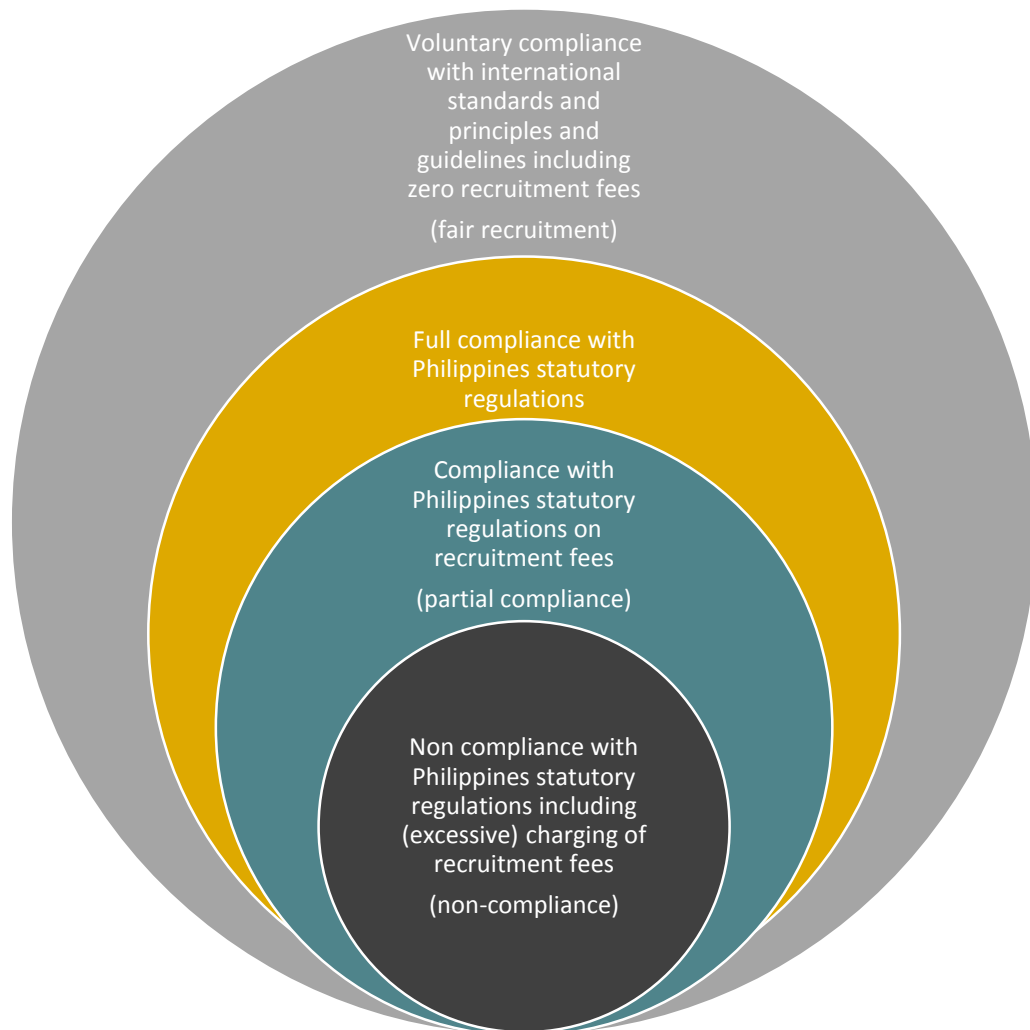 Voluntary compliance
with international
standards and
principles and
guidelines including
zero recruitment fees
(fair recruitment)
Full compliance with
Philippines statutory
regulations
Compliance with
Philippines statutory
regulations on
recruitment fees
(partial compliance)
Non compliance with
Philippines statutory
regulations including
(excessive) charging of
recruitment fees
(non-compliance)